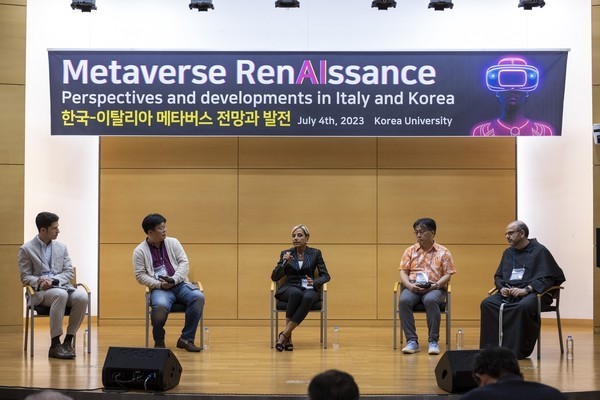 Metaverse RenAIssance
Perspectives and developments in Italy and Korea
한국-이탈리아 메타버스 전망과 발전 July 4th, 2023 Korea University